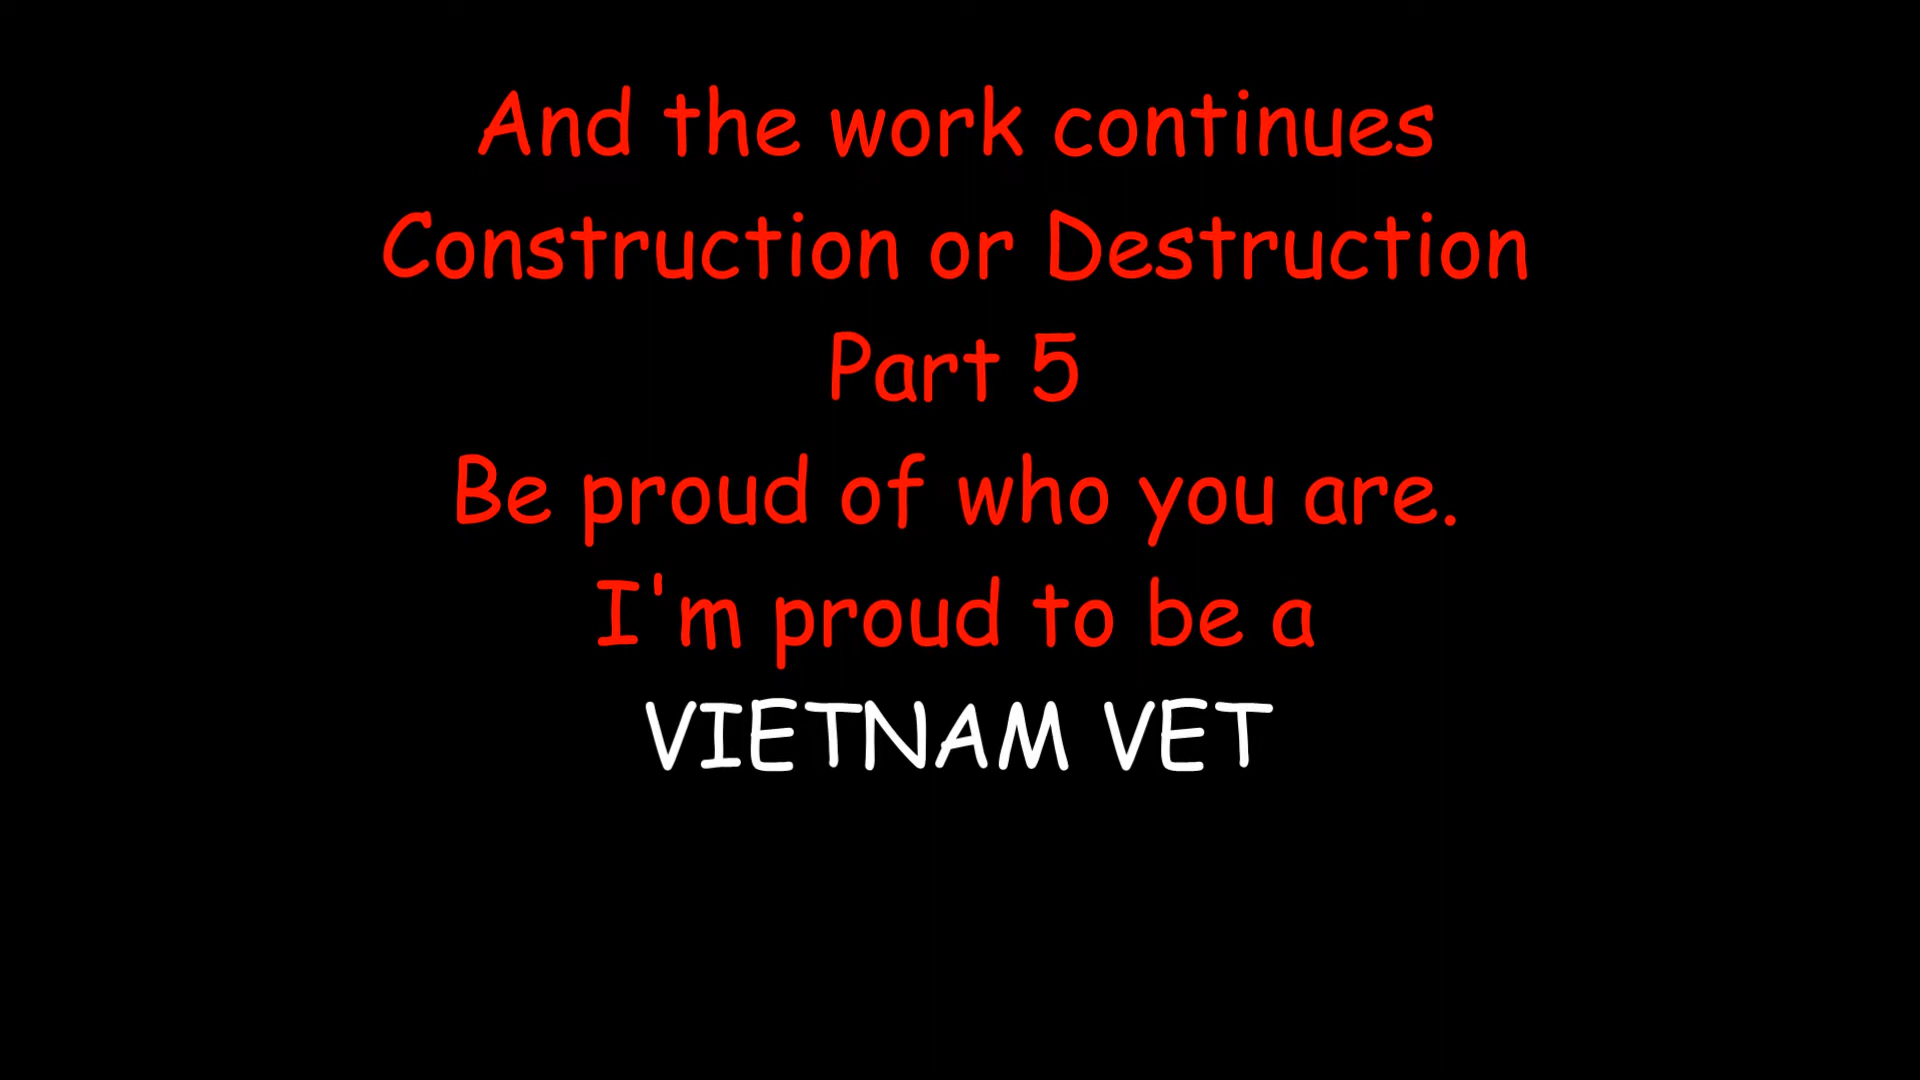 And the work continues
Construction or Destruction
Part 5
Be proud of who you are.
I'm proud to be a
VIETNAM VET